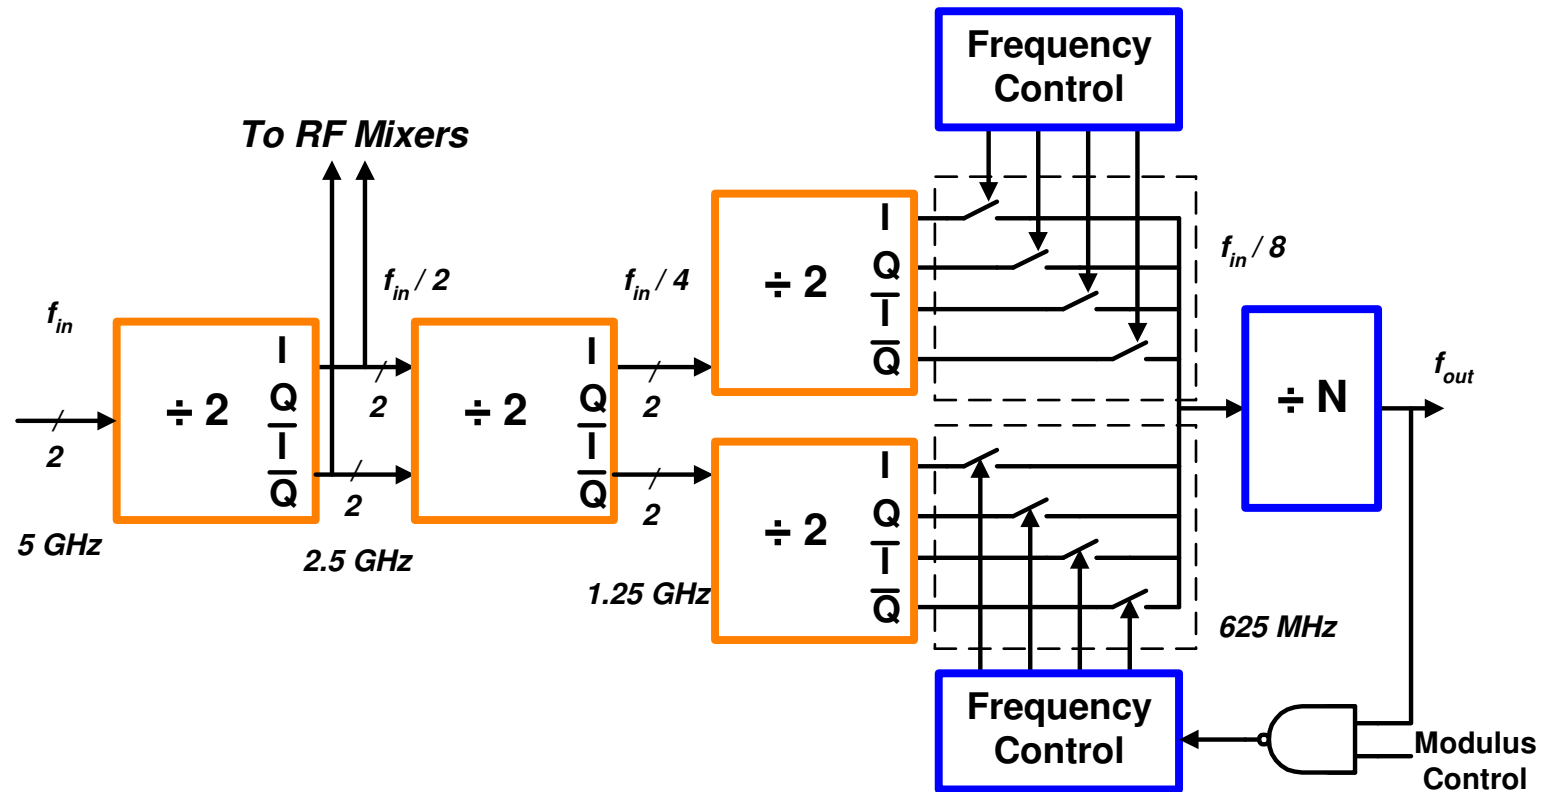 Frequency
Control
To RF Mixers
f_in
f_in / 2
f_in / 4
f_in / 8
÷ 2
I
Q
I̅
Q̅
2
5 GHz
2
2
2.5 GHz
÷ 2
I
Q
I̅
Q̅
2
2
1.25 GHz
÷ 2
I
Q
I̅
Q̅
÷ 2
I
Q
I̅
Q̅
625 MHz
÷ N
f_out
Frequency
Control
Modulus
Control